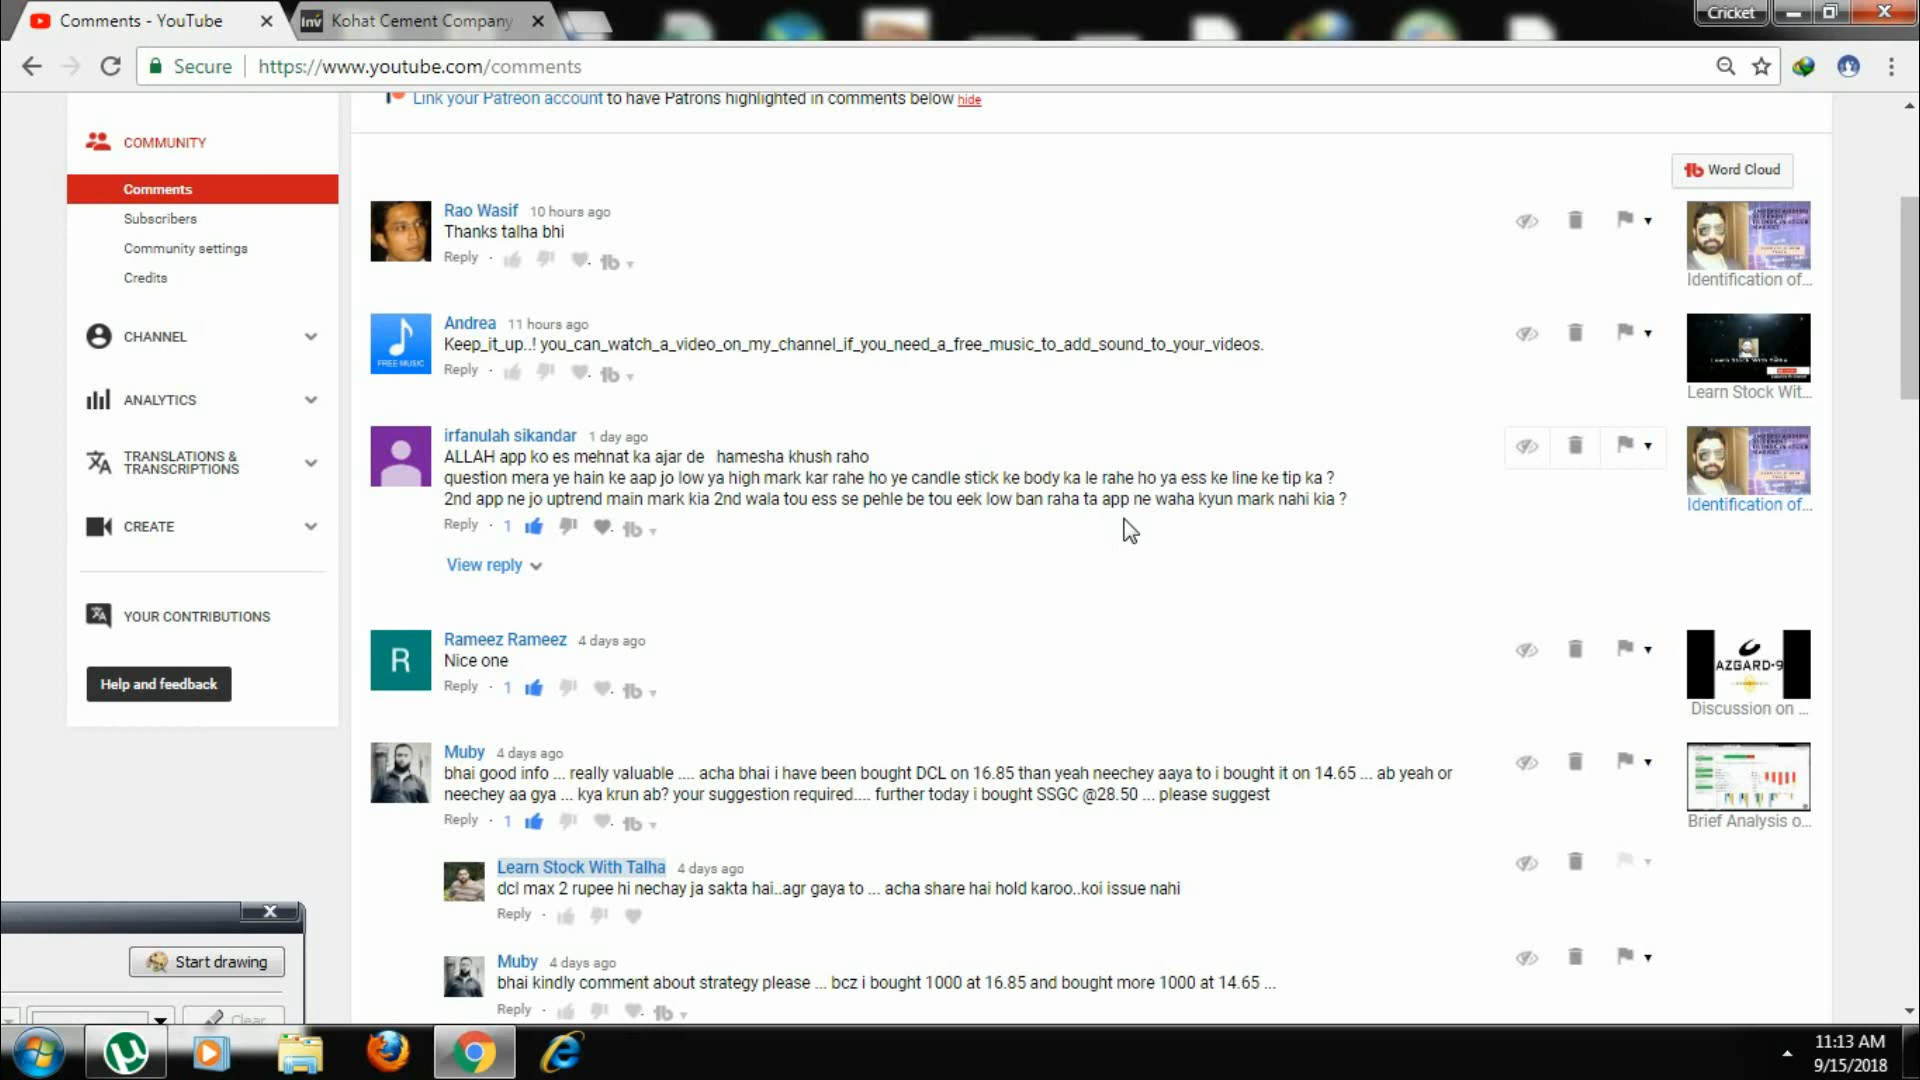 Comments - YouTube
Inv Kohat Cement Company
Cricket
Secure https://www.youtube.com/comments
Link your Patreon account to have Patrons highlighted in comments below hide
COMMUNITY
Comments
Subscribers
Community settings
Credits
CHANNEL
ANALYTICS
TRANSLATIONS &
TRANSCRIPTIONS
CREATE
YOUR CONTRIBUTIONS
Help and feedback
Word Cloud
Rao Wasif 10 hours ago
Thanks talha bhi
Reply
Identification of...
Andrea 11 hours ago
Keep_it_up..! you_can_watch_a_video_on_my_channel_if_you_need_a_free_music_to_add_sound_to_your_videos.
FREE MUSIC
Reply
Learn Stock With Talha
Learn Stock Wit...
irfanulah sikandar 1 day ago
ALLAH app ko es mehnat ka ajar de hamesha khush raho
question mera ye hain ke aap jo low ya high mark kar rahe ho ye candle stick ke body ka le rahe ho ya ess ke line ke tip ka ?
2nd app ne jo uptrend main mark kia 2nd wala tou ess se pehle be tou eek low ban raha ta app ne waha kyun mark nahi kia ?
Reply · 1
Identification of...
View reply
R
Rameez Rameez 4 days ago
Nice one
Reply · 1
AZGARD-9
Discussion on ...
Muby 4 days ago
bhai good info ... really valuable .... acha bhai i have been bought DCL on 16.85 than yeah neechey aaya to i bought it on 14.65 ... ab yeah or
neechey aa gya ... kya krun ab? your suggestion required.... further today i bought SSGC @28.50 ... please suggest
Reply · 1
Brief Analysis o...
Learn Stock With Talha 4 days ago
dcl max 2 rupee hi nechay ja sakta hai..agr gaya to ... acha share hai hold karoo..koi issue nahi
Reply
Muby 4 days ago
bhai kindly comment about strategy please ... bcz i bought 1000 at 16.85 and bought more 1000 at 14.65 ...
Reply
Start drawing
Clear
11:13 AM
9/15/2018